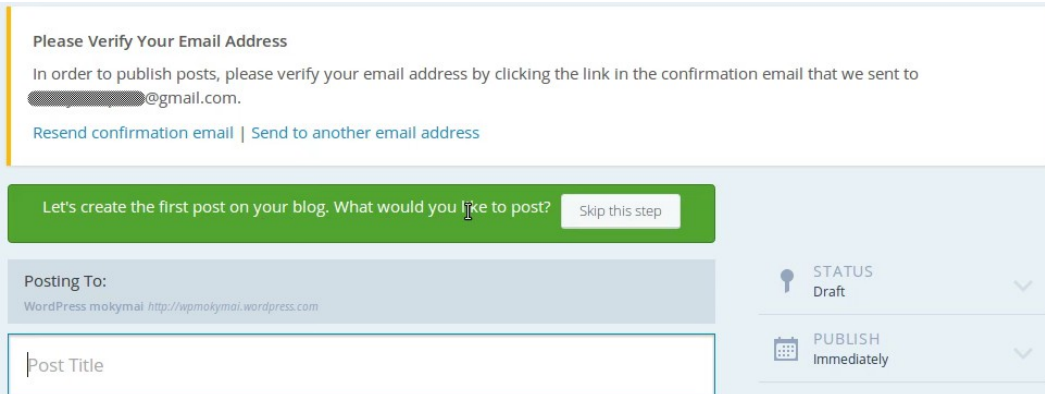 Please Verify Your Email Address
In order to publish posts, please verify your email address by clicking the link in the confirmation email that we sent to
@gmail.com.
Resend confirmation email | Send to another email address
Let's create the first post on your blog. What would you like to post?
Skip this step
Posting To:
WordPress mokymai http://wpmokymai.wordpress.com
Post Title
STATUS
Draft
PUBLISH
Immediately